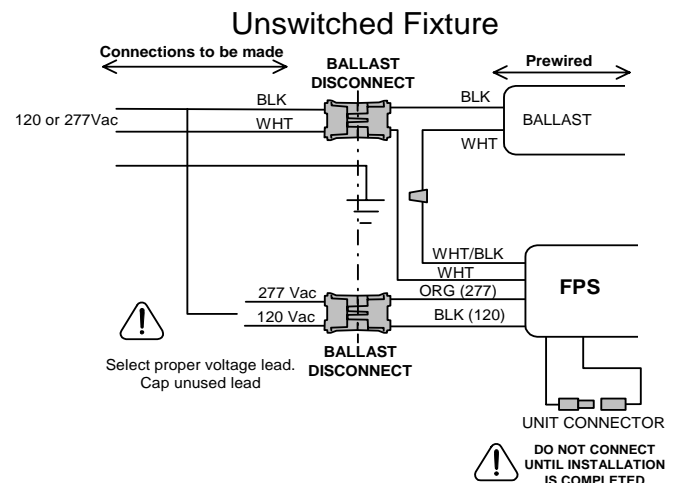 Unswitched Fixture
Connections to be made
BALLAST
DISCONNECT
Prewired
BLK
BLK
120 or 277Vac
WHT
BALLAST
WHT
WHT/BLK
WHT
277 Vac
ORG (277)
FPS
120 Vac
BLK (120)
!
Select proper voltage lead.
Cap unused lead
BALLAST
DISCONNECT
UNIT CONNECTOR
!
DO NOT CONNECT
UNTIL INSTALLATION
IS COMPLETED